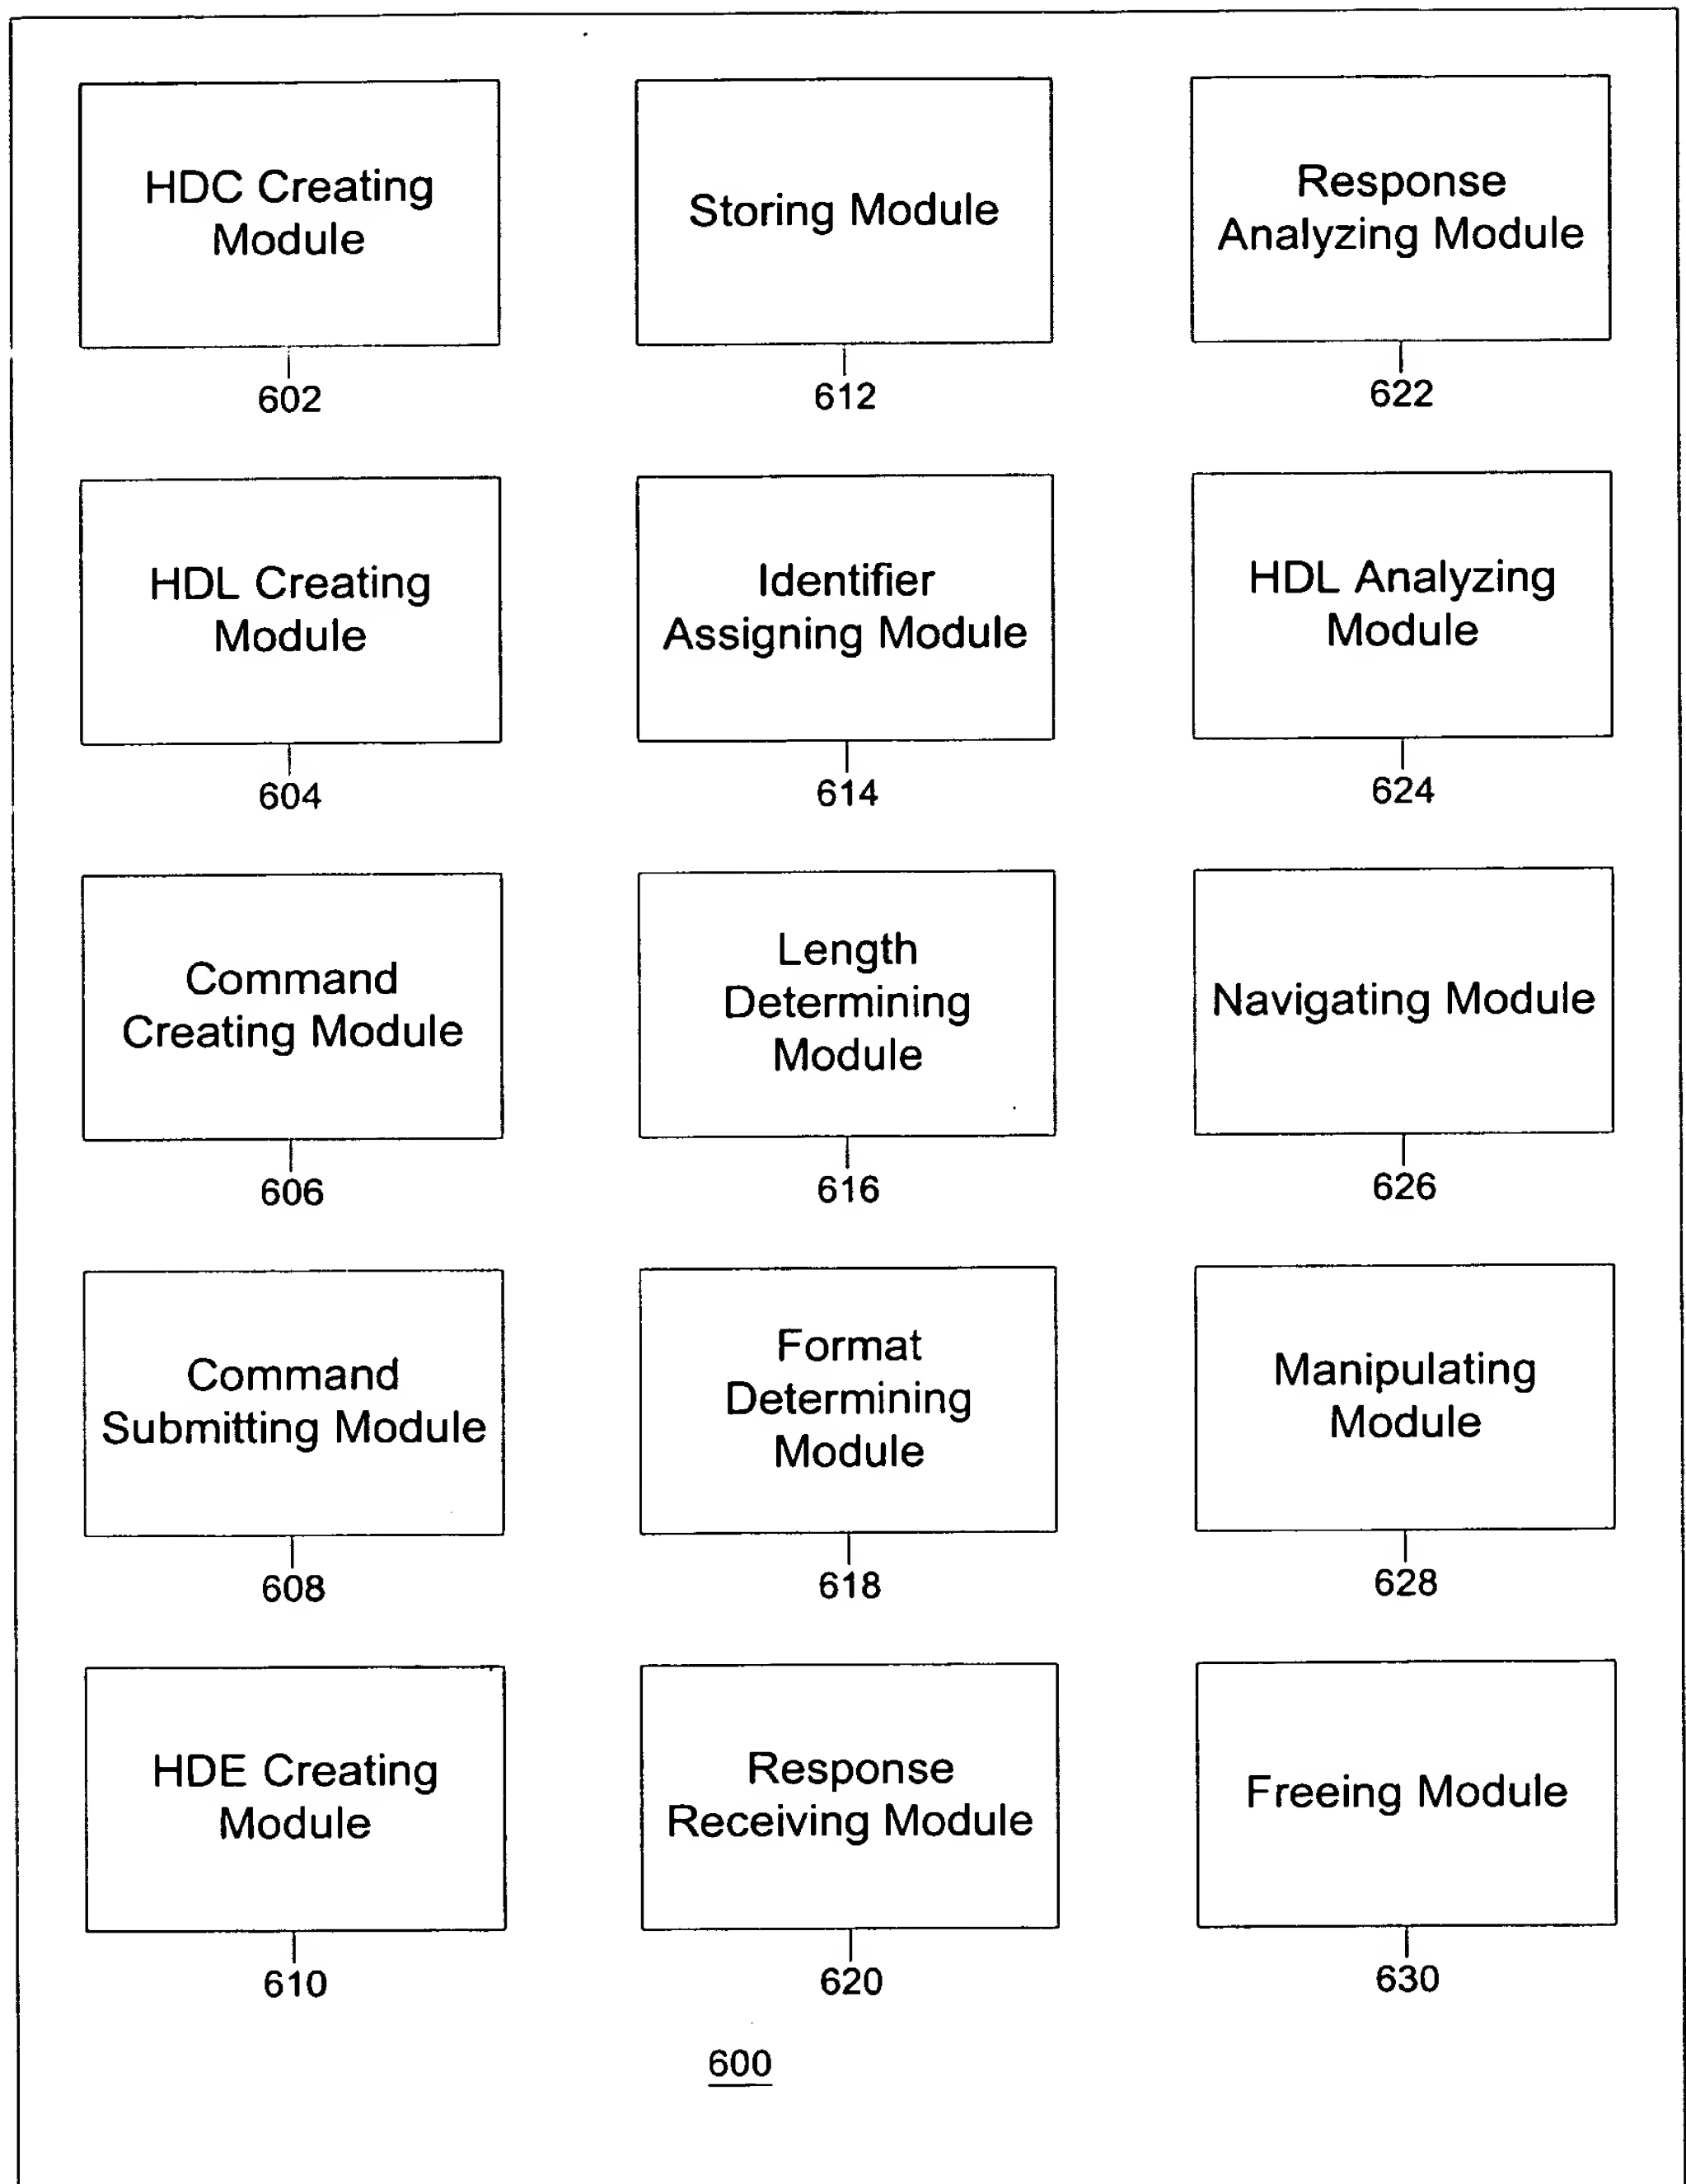 HDC Creating
Module
602
Storing Module
612
Response
Analyzing Module
622
HDL Creating
Module
604
Identifier
Assigning Module
614
HDL Analyzing
Module
624
Command
Creating Module
606
Length
Determining
Module
616
Navigating Module
626
Command
Submitting Module
608
Format
Determining
Module
618
Manipulating
Module
628
HDE Creating
Module
610
Response
Receiving Module
620
Freeing Module
630
600